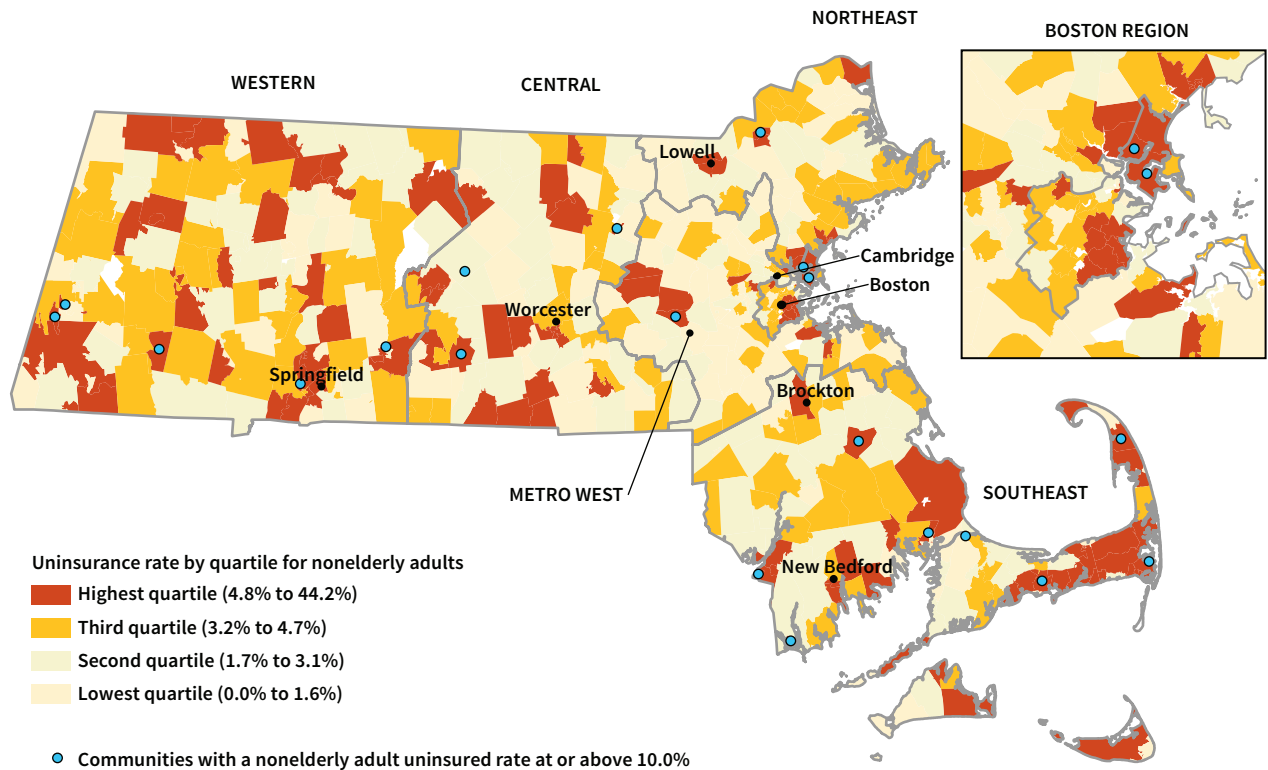 NORTHEAST
BOSTON REGION
WESTERN
CENTRAL
Lowell
Cambridge
Boston
Worcester
Springfield
Brockton
METRO WEST
SOUTHEAST
New Bedford
Uninsurance rate by quartile for nonelderly adults
Highest quartile (4.8% to 44.2%)
Third quartile (3.2% to 4.7%)
Second quartile (1.7% to 3.1%)
Lowest quartile (0.0% to 1.6%)
Communities with a nonelderly adult uninsured rate at or above 10.0%